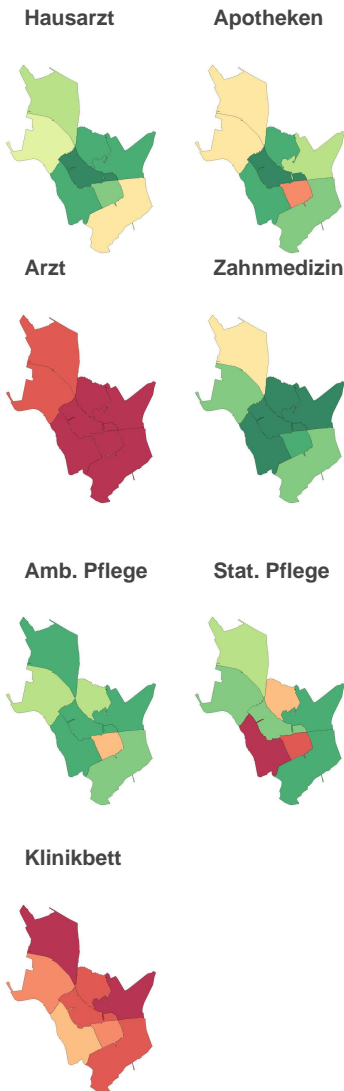 Hausarzt Apotheken
Arzt Zahnmedizin
Amb. Pflege Stat. Pflege
Klinikbett